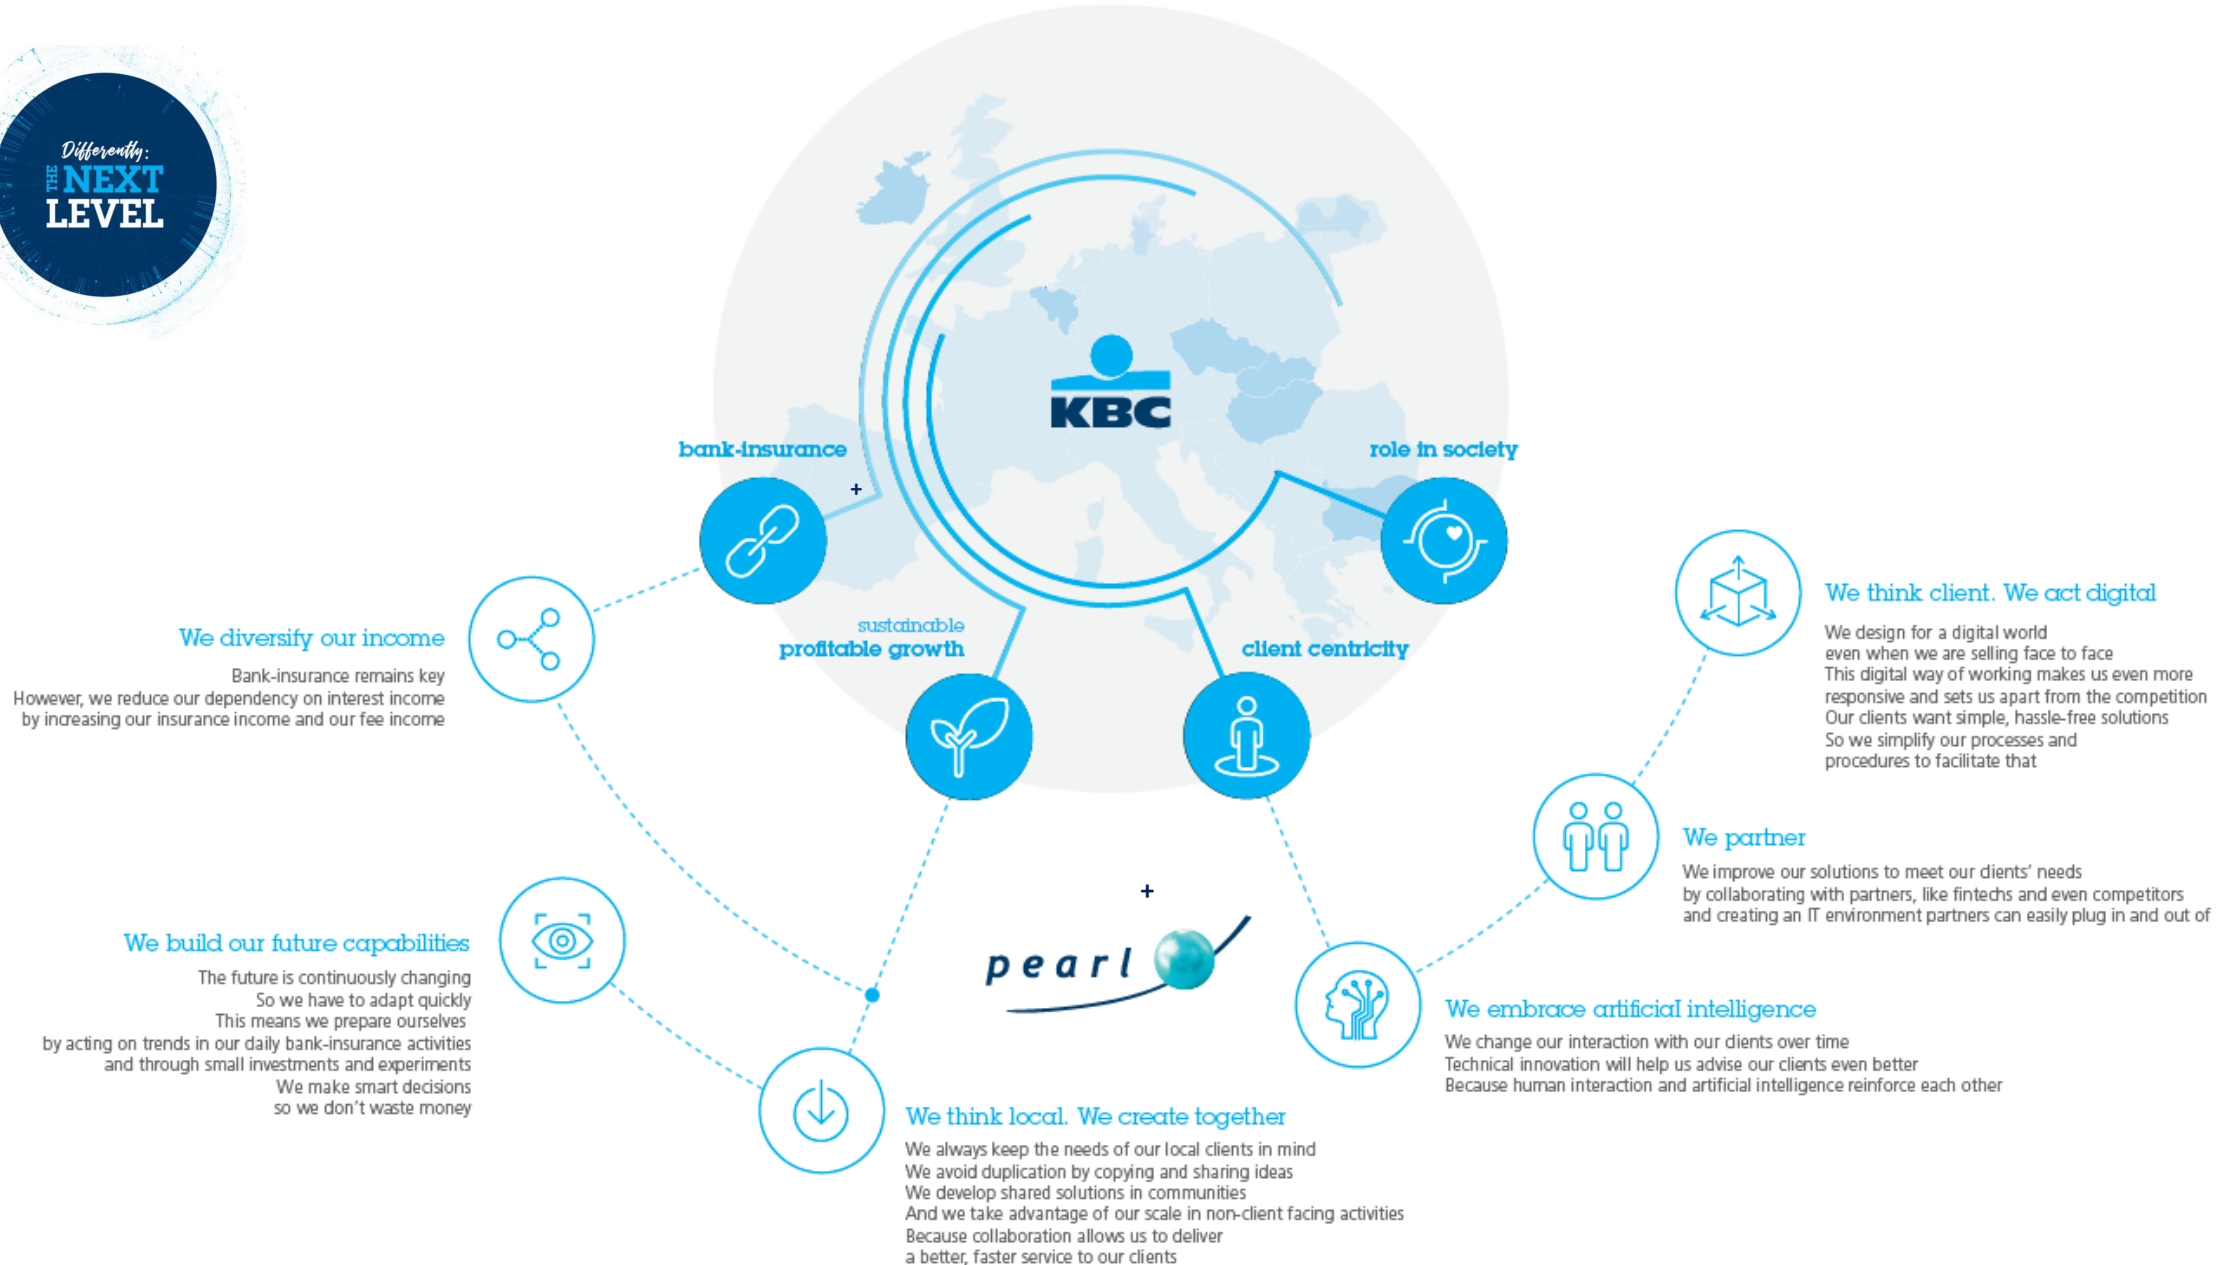 Differently:
THE NEXT
LEVEL
KBC
bank-insurance
+
role in society
sustainable
profitable growth
client centricity
We diversify our income
Bank-insurance remains key
However, we reduce our dependency on interest income
by increasing our insurance income and our fee income
We think client. We act digital
We design for a digital world
even when we are selling face to face
This digital way of working makes us even more
responsive and sets us apart from the competition
Our clients want simple, hassle-free solutions
So we simplify our processes and
procedures to facilitate that
We partner
We improve our solutions to meet our clients' needs
by collaborating with partners, like fintechs and even competitors
and creating an IT environment partners can easily plug in and out of
+
pearl
We build our future capabilities
The future is continuously changing
So we have to adapt quickly
This means we prepare ourselves
by acting on trends in our daily bank-insurance activities
and through small investments and experiments
We make smart decisions
so we don't waste money
We embrace artificial intelligence
We change our interaction with our clients over time
Technical innovation will help us advise our clients even better
Because human interaction and artificial intelligence reinforce each other
We think local. We create together
We always keep the needs of our local clients in mind
We avoid duplication by copying and sharing ideas
We develop shared solutions in communities
And we take advantage of our scale in non-client facing activities
Because collaboration allows us to deliver
a better, faster service to our clients